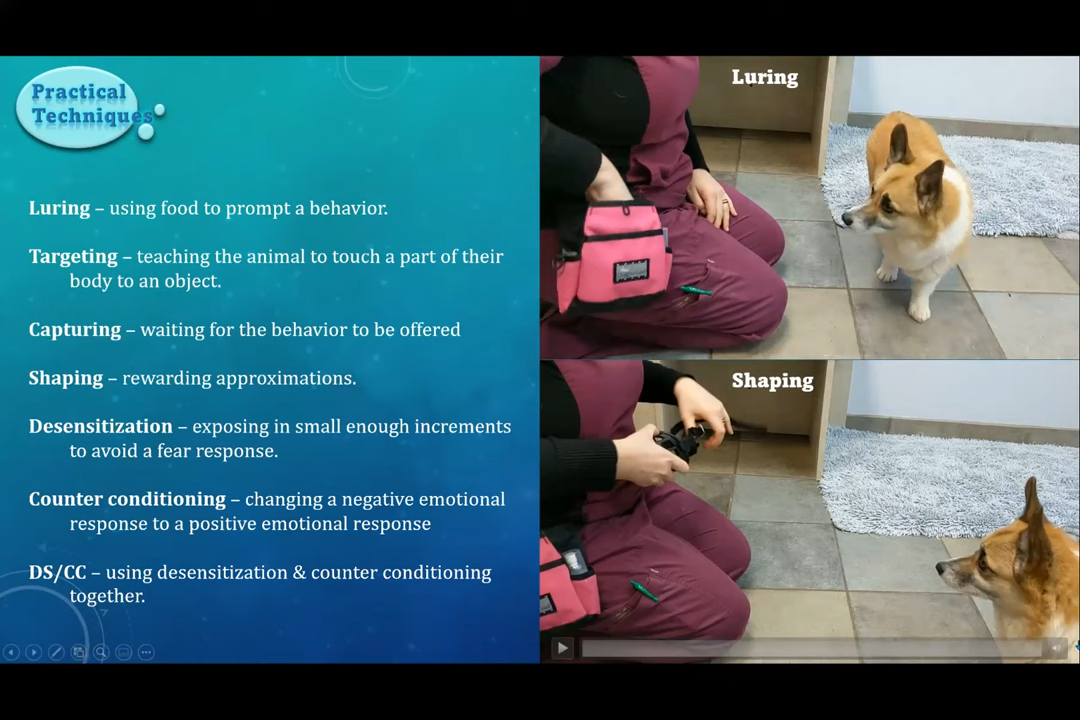 Practical
Techniques
Luring – using food to prompt a behavior.
Targeting – teaching the animal to touch a part of their
body to an object.
Capturing – waiting for the behavior to be offered
Shaping – rewarding approximations.
Desensitization – exposing in small enough increments
to avoid a fear response.
Counter conditioning – changing a negative emotional
response to a positive emotional response
DS/CC – using desensitization & counter conditioning
together.
Luring
Shaping